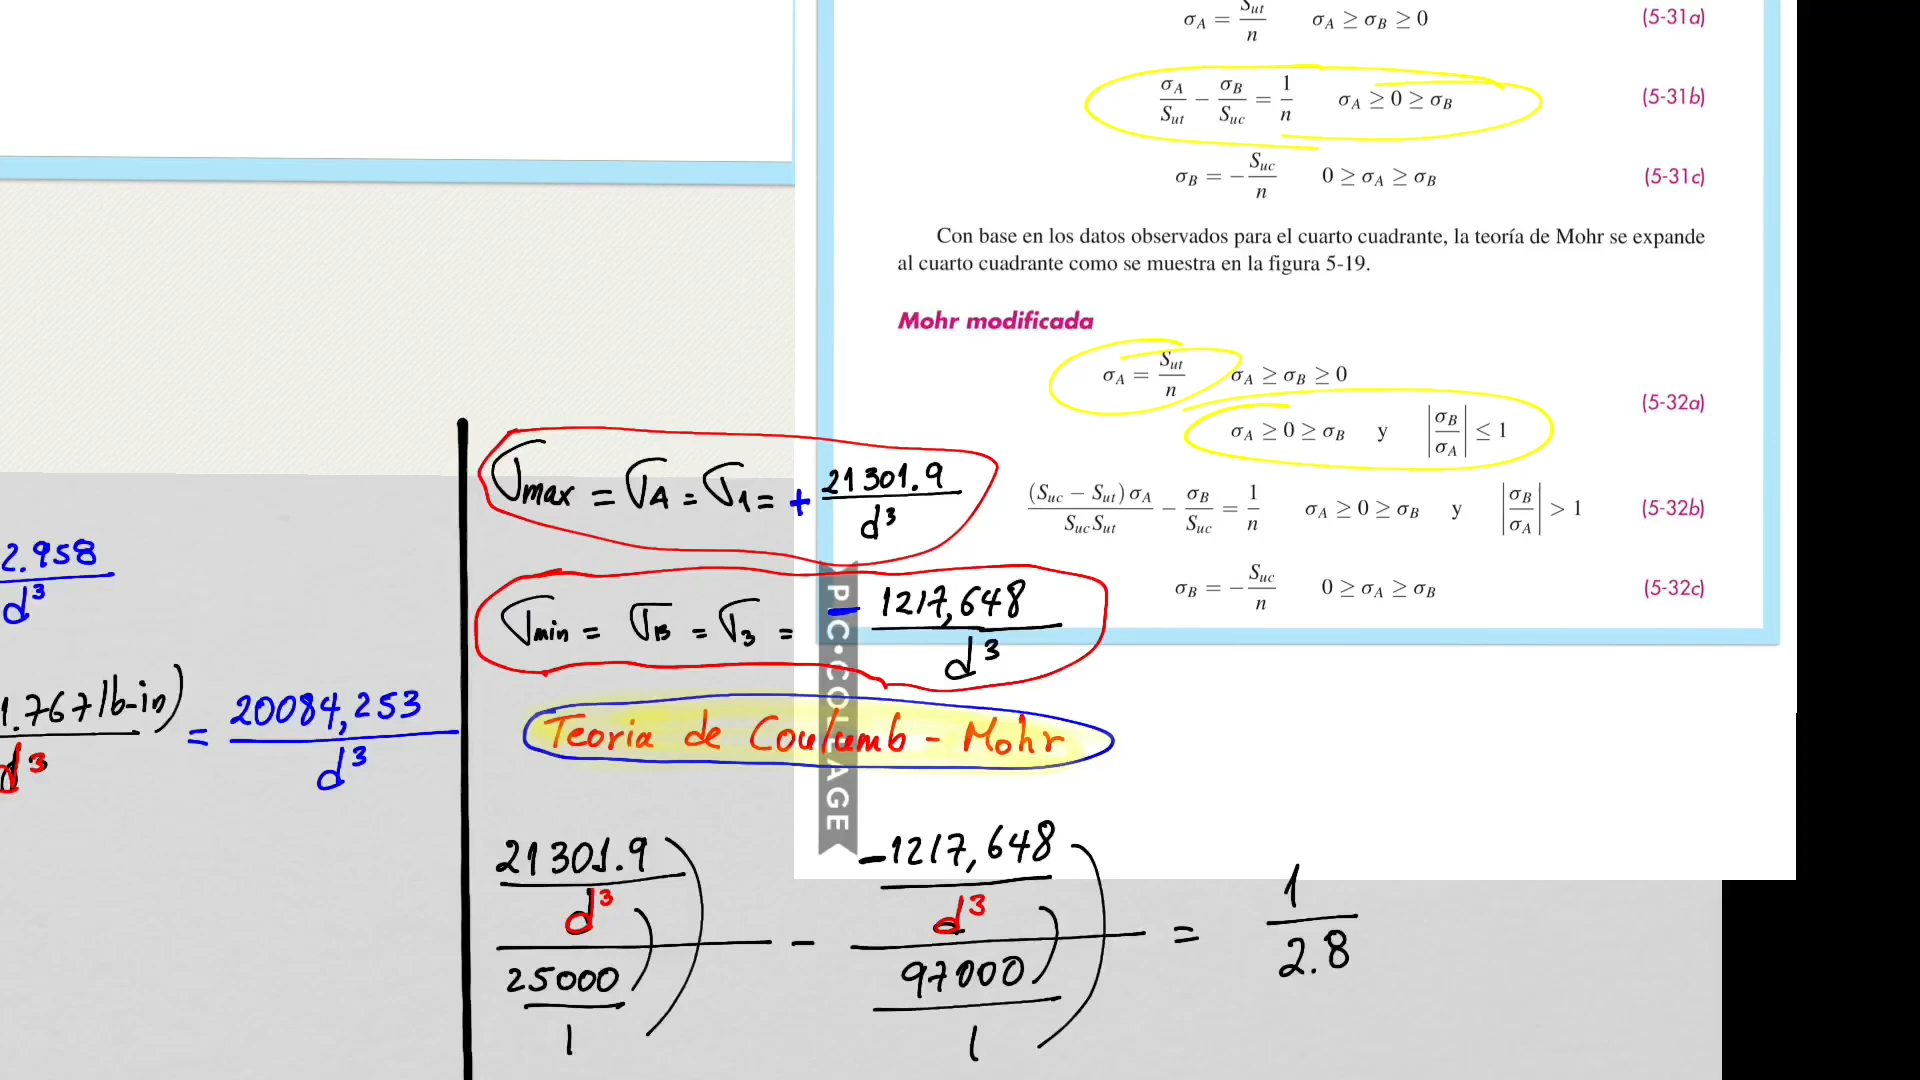 σA = Sut/n σA ≥ σB ≥ 0 (5-31a)
σA/Sut − σB/Suc = 1/n σA ≥ 0 ≥ σB (5-31b)
σB = −Suc/n 0 ≥ σA ≥ σB (5-31c)
Con base en los datos observados para el cuarto cuadrante, la teoría de Mohr se expande
al cuarto cuadrante como se muestra en la figura 5-19.
Mohr modificada
σA = Sut/n σA ≥ σB ≥ 0
(5-32a)
σA ≥ 0 ≥ σB y |σB/σA| ≤ 1
(Suc − Sut) σA/Suc Sut − σB/Suc = 1/n σA ≥ 0 ≥ σB y |σB/σA| > 1 (5-32b)
σB = −Suc/n 0 ≥ σA ≥ σB (5-32c)
2.958/d³
1.767 lb-in)/d³ = 20084,253/d³
σmax = σA = σ1 = + 21301.9/d³
σmin = σB = σ3 = − 1217,648/d³
Teoria de Coulumb - Mohr
21301.9/d³/25000/1 − −1217,648/d³/97000/1 = 1/2.8
PIC•COLLAGE